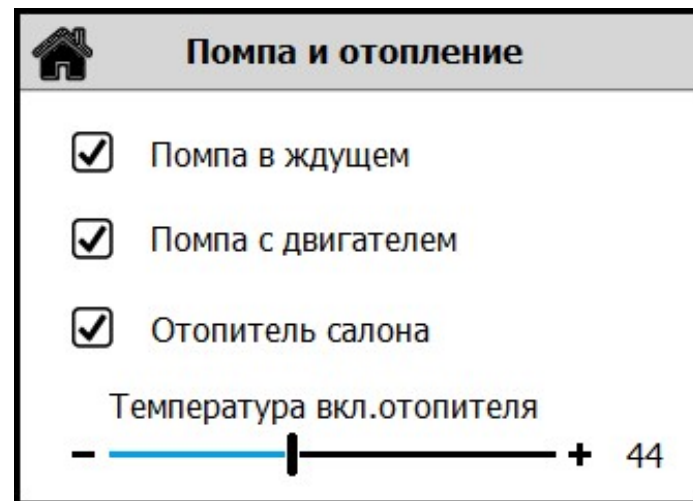 Помпа и отопление
Помпа в ждущем
Помпа с двигателем
Отопитель салона
Температура вкл.отопителя
- + 44